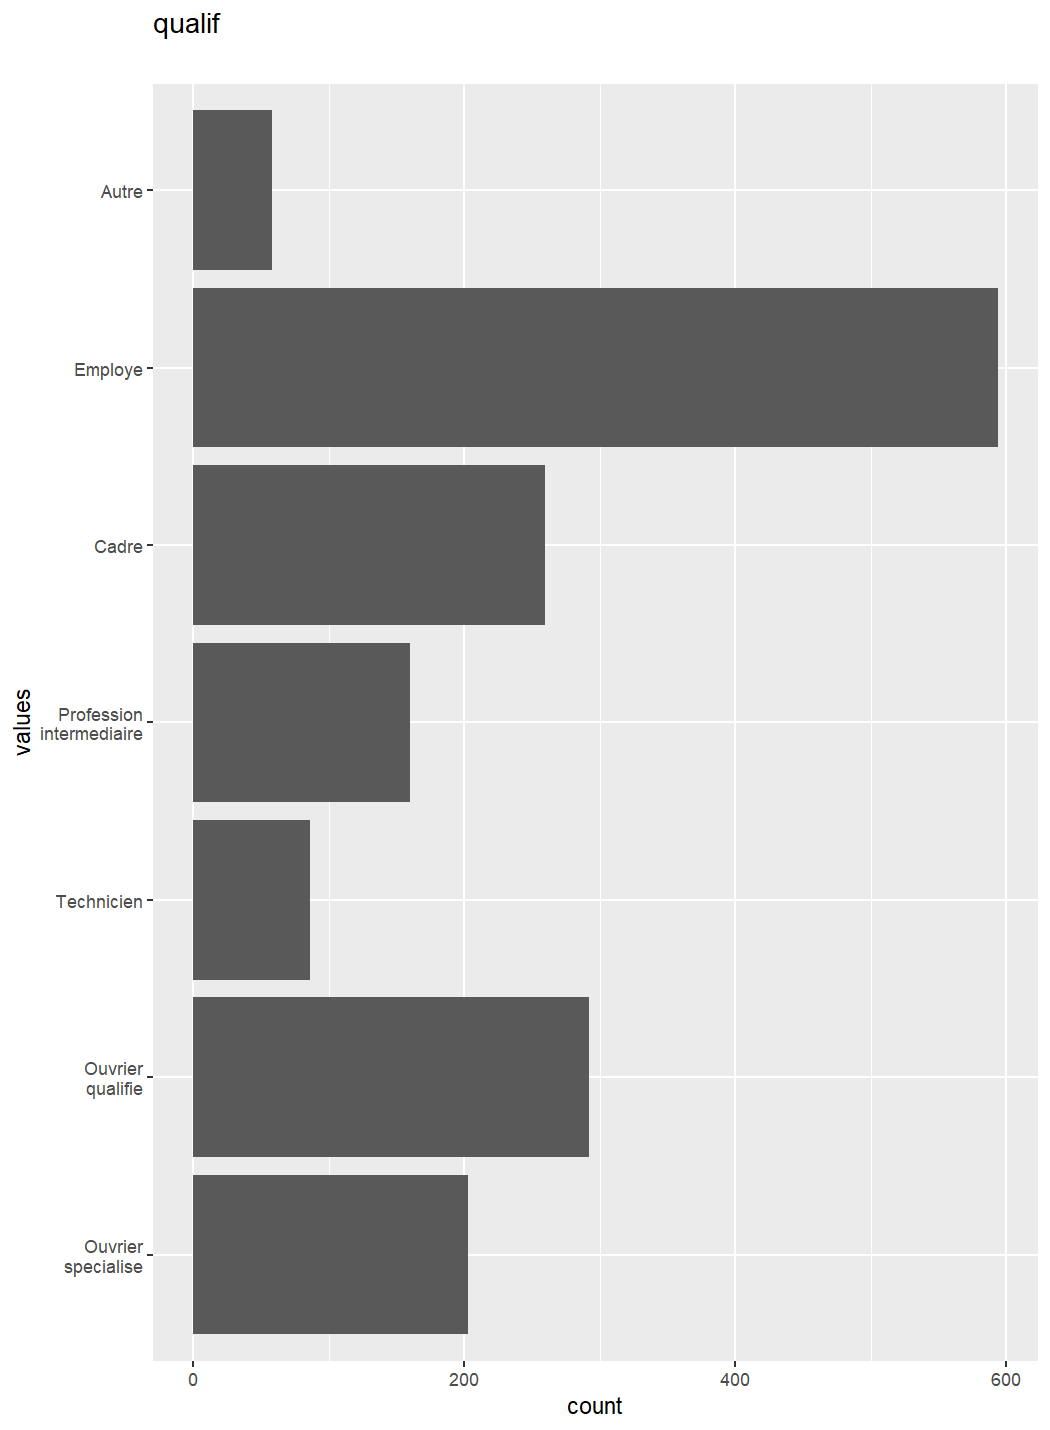 qualif
Autre
Employe
Cadre
Profession
intermediaire
Technicien
Ouvrier
qualifie
Ouvrier
specialise
values
0
200
400
600
count